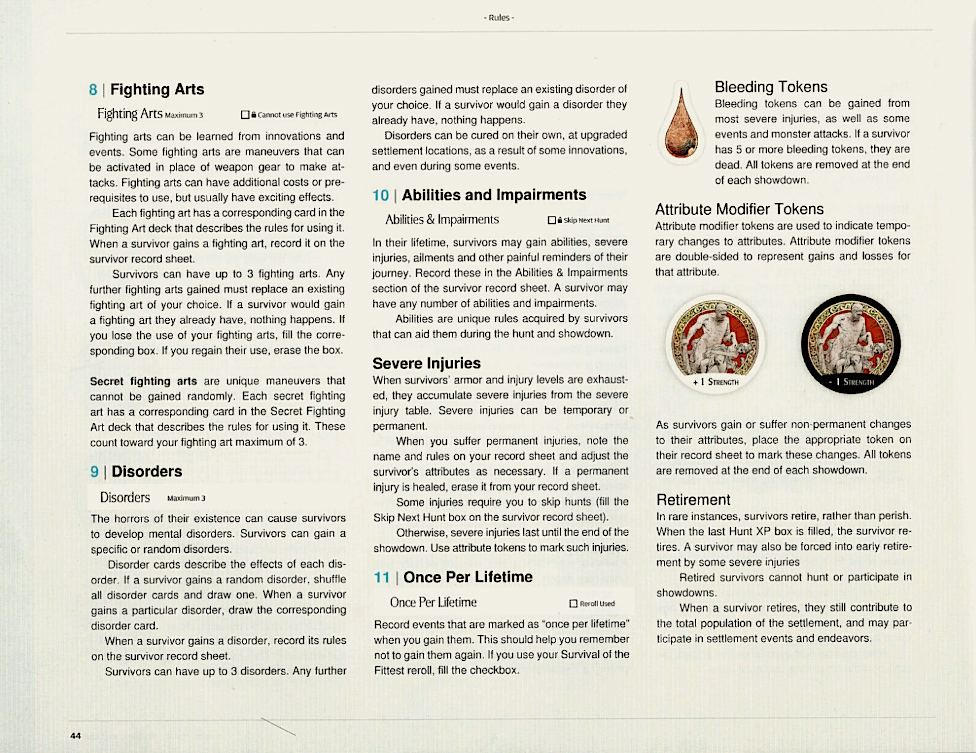 - Rules -
8 | Fighting Arts
Fighting Arts Maximum 3 Cannot use Fighting Arts
Fighting arts can be learned from innovations and
events. Some fighting arts are maneuvers that can
be activated in place of weapon gear to make at-
tacks. Fighting arts can have additional costs or pre-
requisites to use, but usually have exciting effects.
Each fighting art has a corresponding card in the
Fighting Art deck that describes the rules for using it.
When a survivor gains a fighting art, record it on the
survivor record sheet.
Survivors can have up to 3 fighting arts. Any
further fighting arts gained must replace an existing
fighting art of your choice. If a survivor would gain
a fighting art they already have, nothing happens. If
you lose the use of your fighting arts, fill the corre-
sponding box. If you regain their use, erase the box.
Secret fighting arts are unique maneuvers that
cannot be gained randomly. Each secret fighting
art has a corresponding card in the Secret Fighting
Art deck that describes the rules for using it. These
count toward your fighting art maximum of 3.
9 | Disorders
Disorders Maximum 3
The horrors of their existence can cause survivors
to develop mental disorders. Survivors can gain a
specific or random disorders.
Disorder cards describe the effects of each dis-
order. If a survivor gains a random disorder, shuffle
all disorder cards and draw one. When a survivor
gains a particular disorder, draw the corresponding
disorder card.
When a survivor gains a disorder, record its rules
on the survivor record sheet.
Survivors can have up to 3 disorders. Any further
disorders gained must replace an existing disorder of
your choice. If a survivor would gain a disorder they
already have, nothing happens.
Disorders can be cured on their own, at upgraded
settlement locations, as a result of some innovations,
and even during some events.
10 | Abilities and Impairments
Abilities & Impairments Skip Next Hunt
In their lifetime, survivors may gain abilities, severe
injuries, ailments and other painful reminders of their
journey. Record these in the Abilities & Impairments
section of the survivor record sheet. A survivor may
have any number of abilities and impairments.
Abilities are unique rules acquired by survivors
that can aid them during the hunt and showdown.
Severe Injuries
When survivors' armor and injury levels are exhaust-
ed, they accumulate severe injuries from the severe
injury table. Severe injuries can be temporary or
permanent.
When you suffer permanent injuries, note the
name and rules on your record sheet and adjust the
survivor's attributes as necessary. If a permanent
injury is healed, erase it from your record sheet.
Some injuries require you to skip hunts (fill the
Skip Next Hunt box on the survivor record sheet).
Otherwise, severe injuries last until the end of the
showdown. Use attribute tokens to mark such injuries.
11 | Once Per Lifetime
Once Per Lifetime Reroll Used
Record events that are marked as "once per lifetime"
when you gain them. This should help you remember
not to gain them again. If you use your Survival of the
Fittest reroll, fill the checkbox.
Bleeding Tokens
Bleeding tokens can be gained from
most severe injuries, as well as some
events and monster attacks. If a survivor
has 5 or more bleeding tokens, they are
dead. All tokens are removed at the end
of each showdown.
Attribute Modifier Tokens
Attribute modifier tokens are used to indicate tempo-
rary changes to attributes. Attribute modifier tokens
are double-sided to represent gains and losses for
that attribute.
+ 1 STRENGTH
- 1 STRENGTH
As survivors gain or suffer non-permanent changes
to their attributes, place the appropriate token on
their record sheet to mark these changes. All tokens
are removed at the end of each showdown.
Retirement
In rare instances, survivors retire, rather than perish.
When the last Hunt XP box is filled, the survivor re-
tires. A survivor may also be forced into early retire-
ment by some severe injuries
Retired survivors cannot hunt or participate in
showdowns.
When a survivor retires, they still contribute to
the total population of the settlement, and may par-
ticipate in settlement events and endeavors.
44